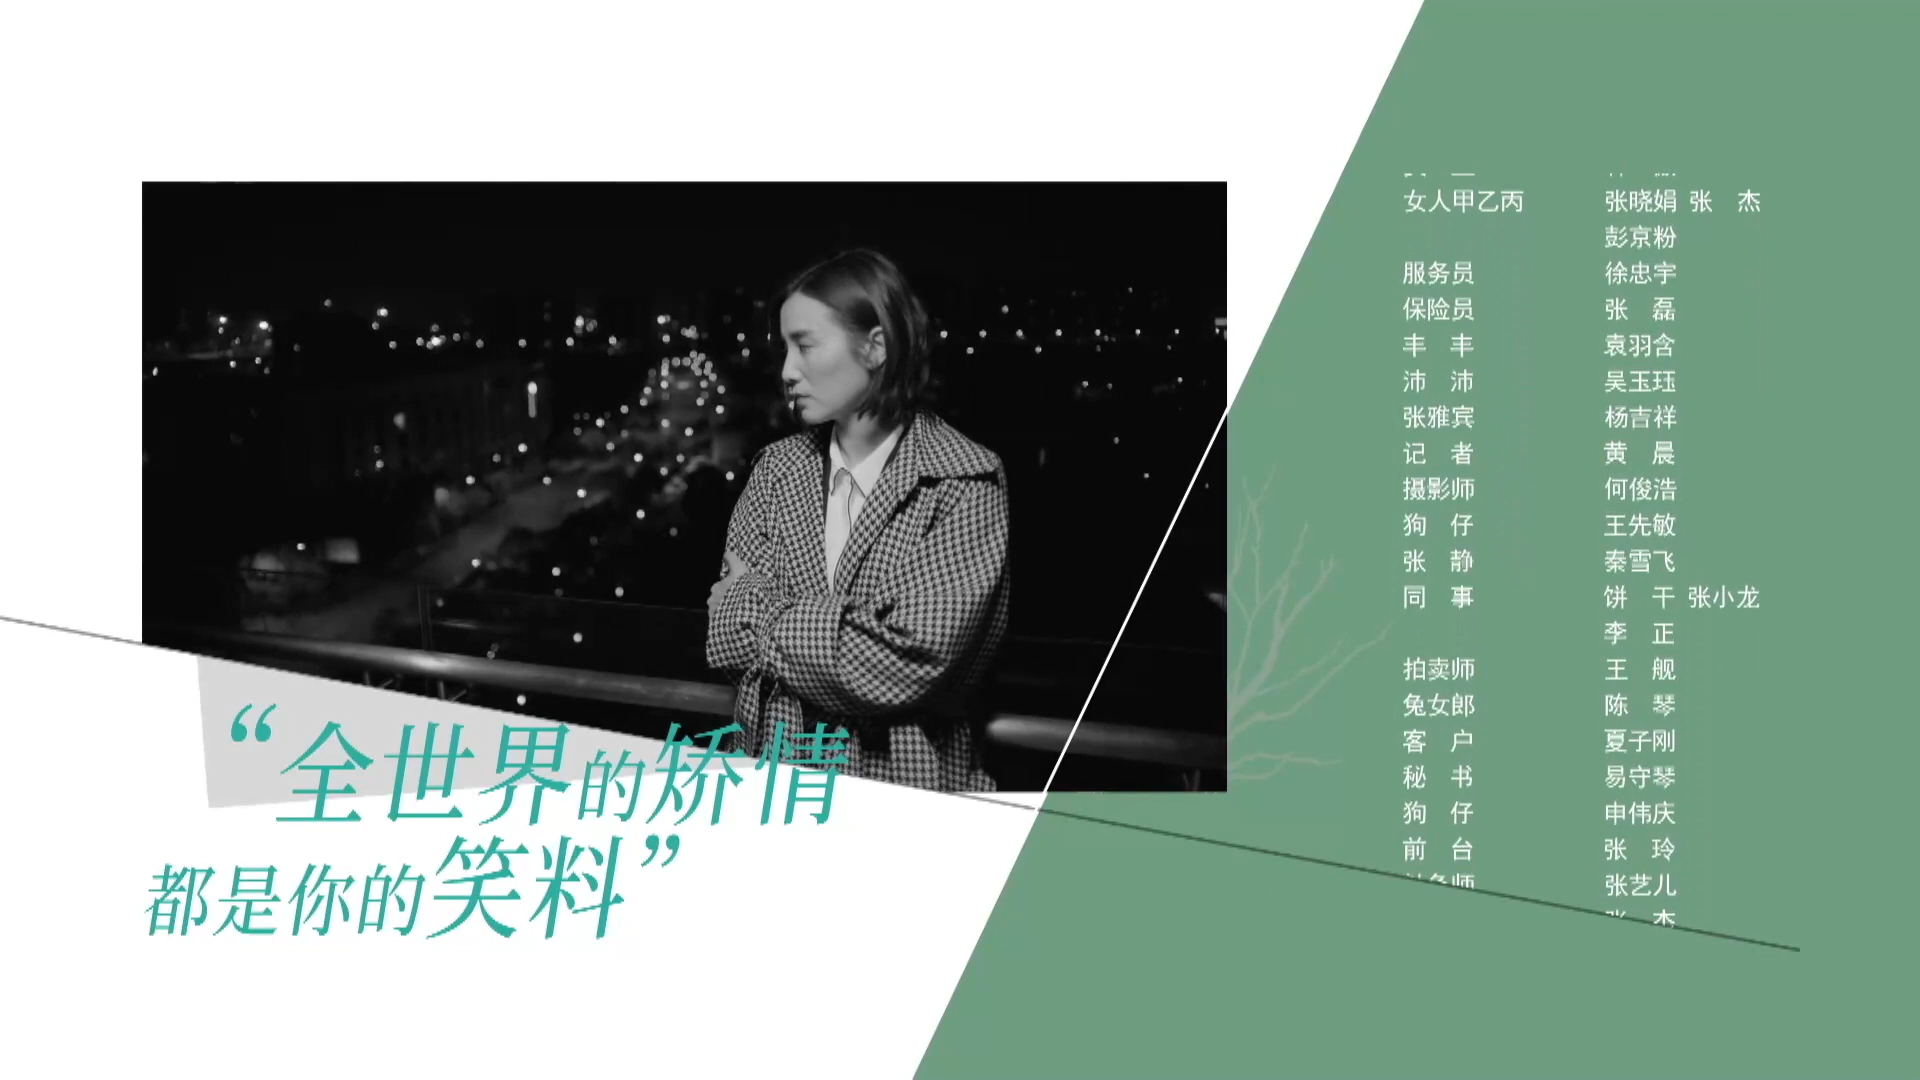 “全世界的矫情
都是你的笑料”
女人甲乙丙 张晓娟 张 杰
彭京粉
服务员 徐忠宇
保险员 张 磊
丰 丰 袁羽含
沛 沛 吴玉珏
张雅宾 杨吉祥
记 者 黄 晨
摄影师 何俊浩
狗 仔 王先敏
张 静 秦雪飞
同 事 饼 干 张小龙
李 正
拍卖师 王 舰
兔女郎 陈 琴
客 户 夏子刚
秘 书 易守琴
狗 仔 申伟庆
前 台 张 玲
张艺儿
张 杰